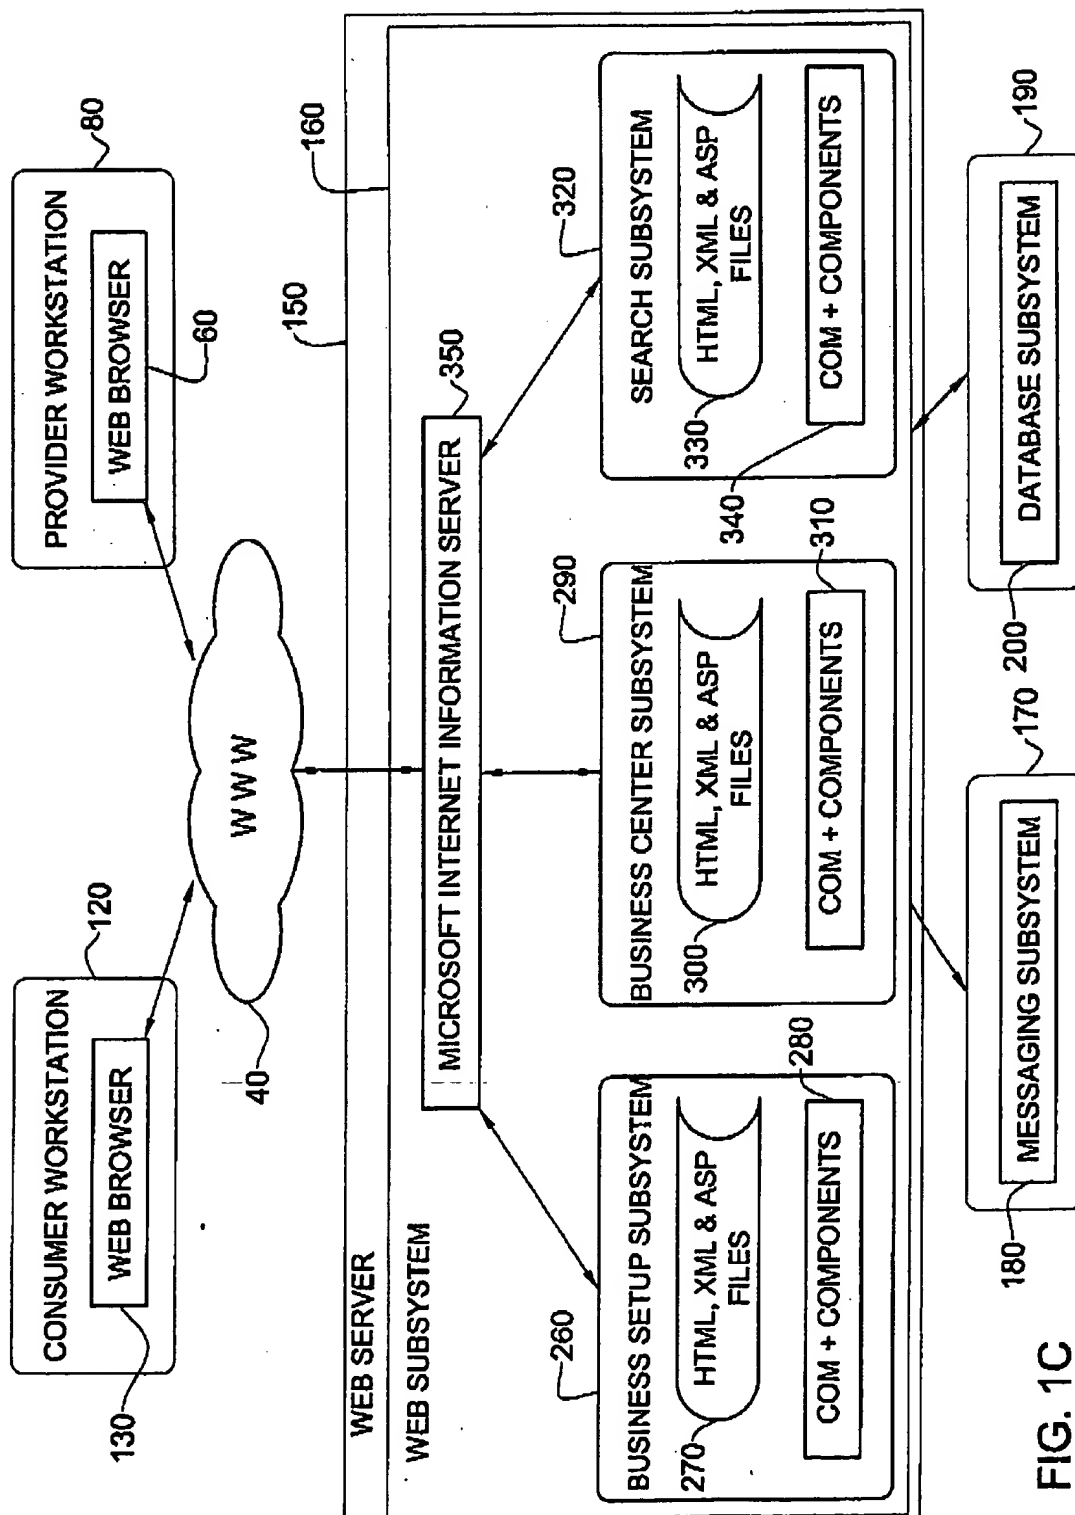 CONSUMER WORKSTATION
120
WEB BROWSER
130
PROVIDER WORKSTATION
80
WEB BROWSER
60
W W W
40
150
160
WEB SERVER
WEB SUBSYSTEM
MICROSOFT INTERNET INFORMATION SERVER
350
260
BUSINESS SETUP SUBSYSTEM
HTML, XML & ASP
FILES
270
COM + COMPONENTS
280
290
BUSINESS CENTER SUBSYSTEM
HTML, XML & ASP
FILES
300
COM + COMPONENTS
310
320
SEARCH SUBSYSTEM
HTML, XML & ASP
FILES
330
COM + COMPONENTS
340
170
MESSAGING SUBSYSTEM
180
190
DATABASE SUBSYSTEM
200
FIG. 1C